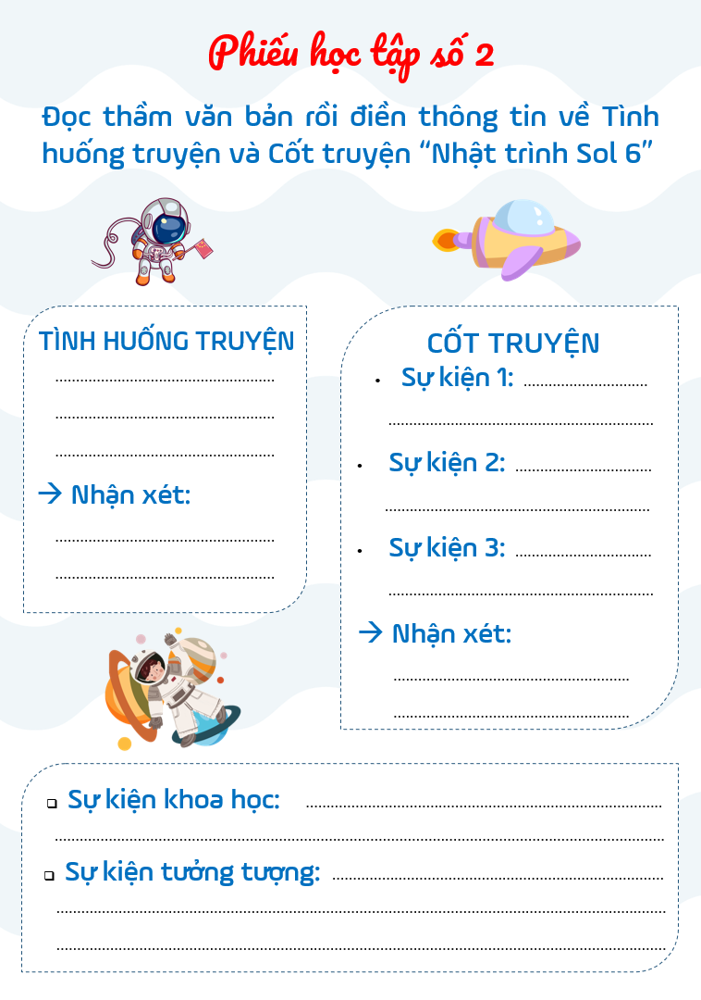 Phiếu học tập số 2
Đọc thầm văn bản rồi điền thông tin về Tình
huống truyện và Cốt truyện “Nhật trình Sol 6”
TÌNH HUỐNG TRUYỆN
................................................................
................................................................
................................................................
→ Nhận xét:
................................................................
................................................................
CỐT TRUYỆN
• Sự kiện 1: ....................................
................................................................
• Sự kiện 2: ....................................
................................................................
• Sự kiện 3: ....................................
................................................................
→ Nhận xét:
................................................................
................................................................
❑ Sự kiện khoa học: ................................................................
................................................................
❑ Sự kiện tưởng tượng: ................................................................
................................................................
................................................................